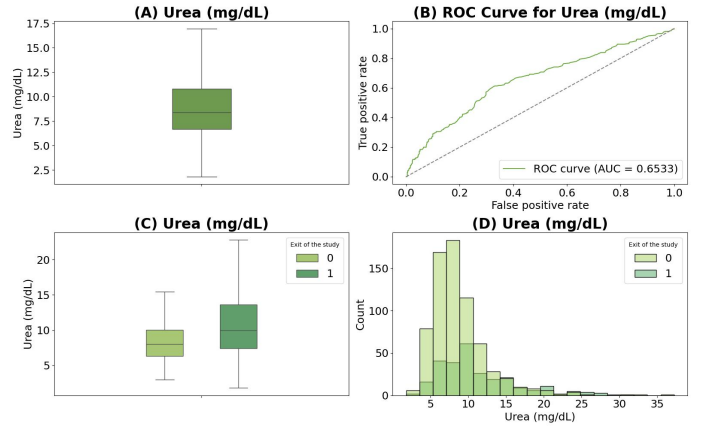 (A) Urea (mg/dL)
17.5
15.0
12.5
10.0
7.5
5.0
2.5
Urea (mg/dL)
(B) ROC Curve for Urea (mg/dL)
1.0
0.8
0.6
0.4
0.2
0.0
True positive rate
ROC curve (AUC = 0.6533)
0.0 0.2 0.4 0.6 0.8 1.0
False positive rate
(C) Urea (mg/dL)
20
15
10
5
Urea (mg/dL)
Exit of the study
0
1
(D) Urea (mg/dL)
150
100
50
0
Count
Exit of the study
0
1
5 10 15 20 25 30 35
Urea (mg/dL)